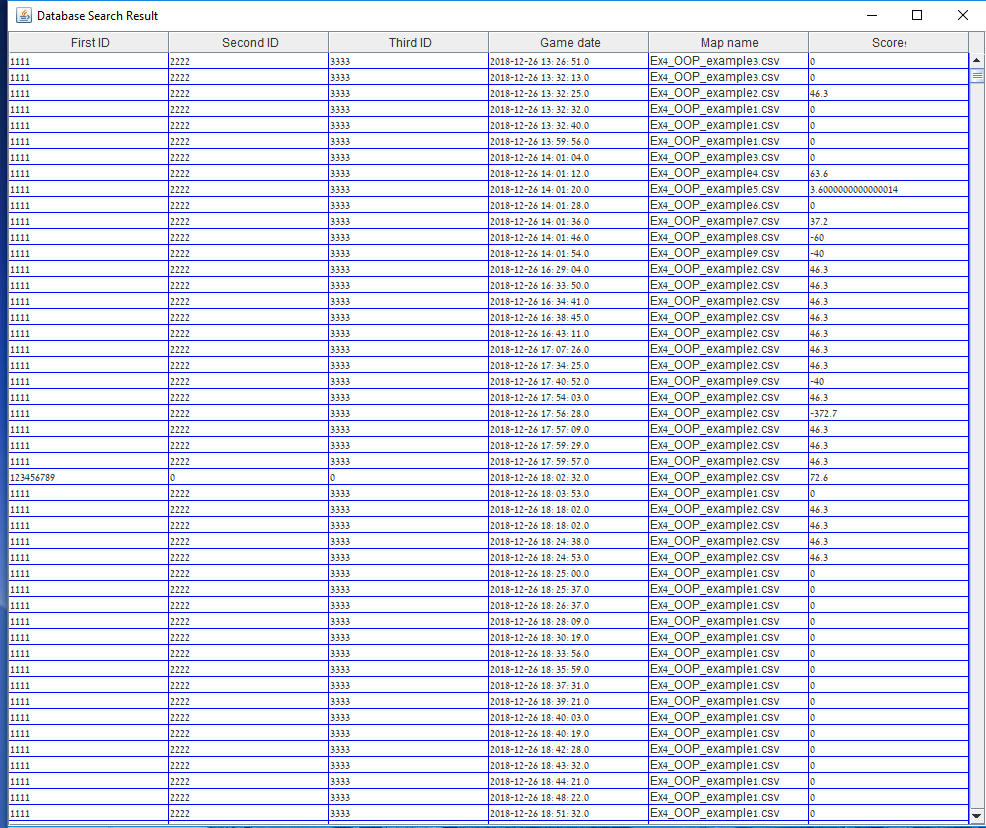 Database Search Result
First ID Second ID Third ID Game date Map name Score:
1111 2222 3333 2018-12-26 13:26:51.0 Ex4_OOP_example3.csv 0
1111 2222 3333 2018-12-26 13:32:13.0 Ex4_OOP_example3.csv 0
1111 2222 3333 2018-12-26 13:32:25.0 Ex4_OOP_example2.csv 46.3
1111 2222 3333 2018-12-26 13:32:32.0 Ex4_OOP_example1.csv 0
1111 2222 3333 2018-12-26 13:32:40.0 Ex4_OOP_example1.csv 0
1111 2222 3333 2018-12-26 13:59:56.0 Ex4_OOP_example1.csv 0
1111 2222 3333 2018-12-26 14:01:04.0 Ex4_OOP_example3.csv 0
1111 2222 3333 2018-12-26 14:01:12.0 Ex4_OOP_example4.csv 63.6
1111 2222 3333 2018-12-26 14:01:20.0 Ex4_OOP_example5.csv 3.6000000000000014
1111 2222 3333 2018-12-26 14:01:28.0 Ex4_OOP_example6.csv 0
1111 2222 3333 2018-12-26 14:01:36.0 Ex4_OOP_example7.csv 37.2
1111 2222 3333 2018-12-26 14:01:46.0 Ex4_OOP_example8.csv -60
1111 2222 3333 2018-12-26 14:01:54.0 Ex4_OOP_example9.csv -40
1111 2222 3333 2018-12-26 16:29:04.0 Ex4_OOP_example2.csv 46.3
1111 2222 3333 2018-12-26 16:33:50.0 Ex4_OOP_example2.csv 46.3
1111 2222 3333 2018-12-26 16:34:41.0 Ex4_OOP_example2.csv 46.3
1111 2222 3333 2018-12-26 16:38:45.0 Ex4_OOP_example2.csv 46.3
1111 2222 3333 2018-12-26 16:43:11.0 Ex4_OOP_example2.csv 46.3
1111 2222 3333 2018-12-26 17:07:26.0 Ex4_OOP_example2.csv 46.3
1111 2222 3333 2018-12-26 17:34:25.0 Ex4_OOP_example2.csv 46.3
1111 2222 3333 2018-12-26 17:40:52.0 Ex4_OOP_example9.csv -40
1111 2222 3333 2018-12-26 17:54:03.0 Ex4_OOP_example2.csv 46.3
1111 2222 3333 2018-12-26 17:56:28.0 Ex4_OOP_example2.csv -372.7
1111 2222 3333 2018-12-26 17:57:09.0 Ex4_OOP_example2.csv 46.3
1111 2222 3333 2018-12-26 17:59:29.0 Ex4_OOP_example2.csv 46.3
1111 2222 3333 2018-12-26 17:59:57.0 Ex4_OOP_example2.csv 46.3
123456789 0 0 2018-12-26 18:02:32.0 Ex4_OOP_example2.csv 72.6
1111 2222 3333 2018-12-26 18:03:53.0 Ex4_OOP_example1.csv 0
1111 2222 3333 2018-12-26 18:18:02.0 Ex4_OOP_example2.csv 46.3
1111 2222 3333 2018-12-26 18:18:02.0 Ex4_OOP_example2.csv 46.3
1111 2222 3333 2018-12-26 18:24:38.0 Ex4_OOP_example2.csv 46.3
1111 2222 3333 2018-12-26 18:24:53.0 Ex4_OOP_example2.csv 46.3
1111 2222 3333 2018-12-26 18:25:00.0 Ex4_OOP_example1.csv 0
1111 2222 3333 2018-12-26 18:25:37.0 Ex4_OOP_example1.csv 0
1111 2222 3333 2018-12-26 18:26:37.0 Ex4_OOP_example1.csv 0
1111 2222 3333 2018-12-26 18:28:09.0 Ex4_OOP_example1.csv 0
1111 2222 3333 2018-12-26 18:30:19.0 Ex4_OOP_example1.csv 0
1111 2222 3333 2018-12-26 18:33:56.0 Ex4_OOP_example1.csv 0
1111 2222 3333 2018-12-26 18:35:59.0 Ex4_OOP_example1.csv 0
1111 2222 3333 2018-12-26 18:37:31.0 Ex4_OOP_example1.csv 0
1111 2222 3333 2018-12-26 18:39:21.0 Ex4_OOP_example1.csv 0
1111 2222 3333 2018-12-26 18:40:03.0 Ex4_OOP_example1.csv 0
1111 2222 3333 2018-12-26 18:40:19.0 Ex4_OOP_example1.csv 0
1111 2222 3333 2018-12-26 18:42:28.0 Ex4_OOP_example1.csv 0
1111 2222 3333 2018-12-26 18:43:32.0 Ex4_OOP_example1.csv 0
1111 2222 3333 2018-12-26 18:44:21.0 Ex4_OOP_example1.csv 0
1111 2222 3333 2018-12-26 18:48:22.0 Ex4_OOP_example1.csv 0
1111 2222 3333 2018-12-26 18:51:32.0 Ex4_OOP_example1.csv 0